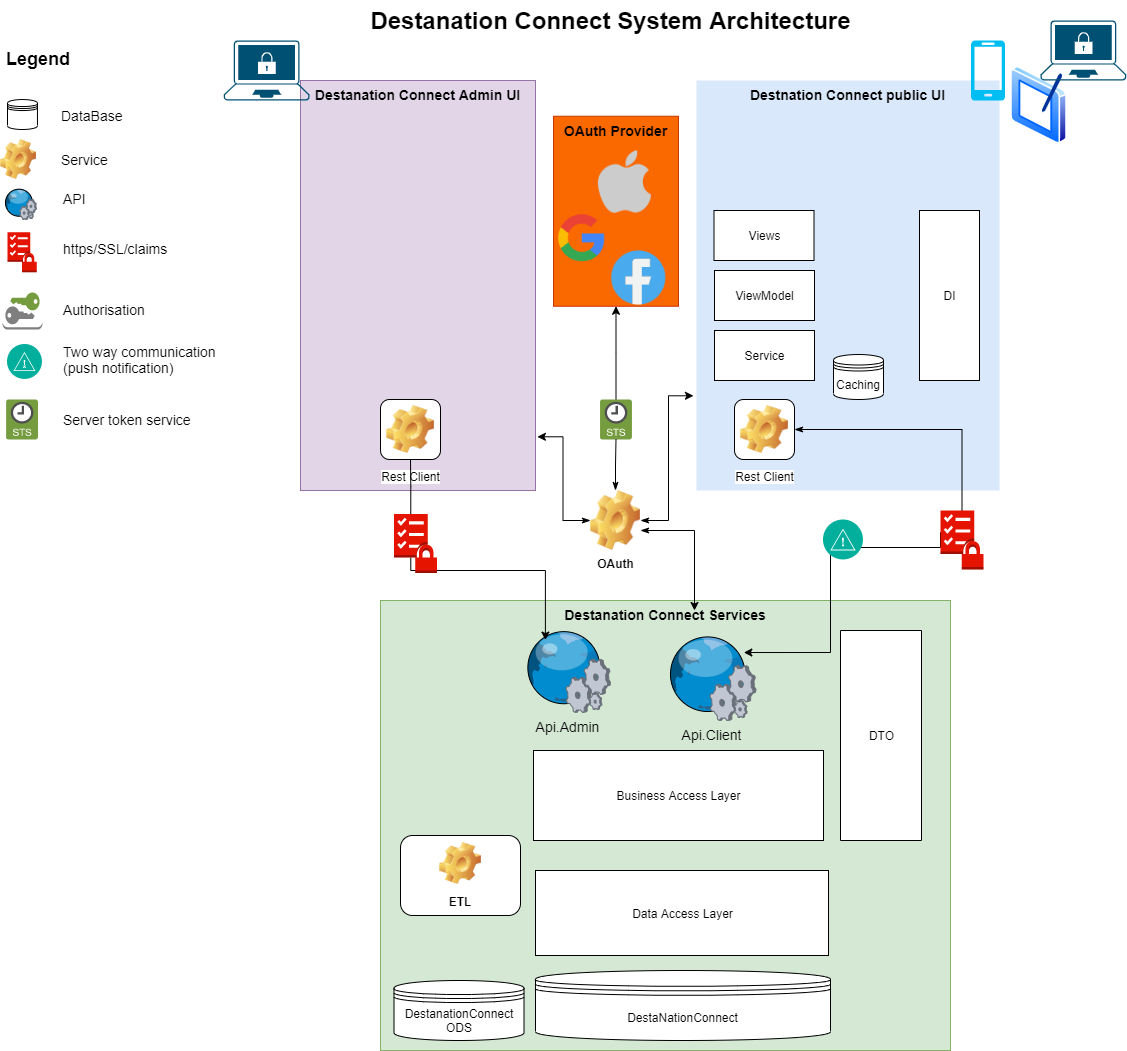 Destanation Connect System Architecture
Legend
DataBase
Service
API
https/SSL/claims
Authorisation
Two way communication
(push notification)
STS
Server token service
Destanation Connect Admin UI
Rest Client
OAuth Provider
STS
OAuth
Destnation Connect public UI
Views
ViewModel
Service
DI
Caching
Rest Client
Destanation Connect Services
Api.Admin
Api.Client
DTO
Business Access Layer
ETL
Data Access Layer
DestanationConnect
ODS
DestaNationConnect